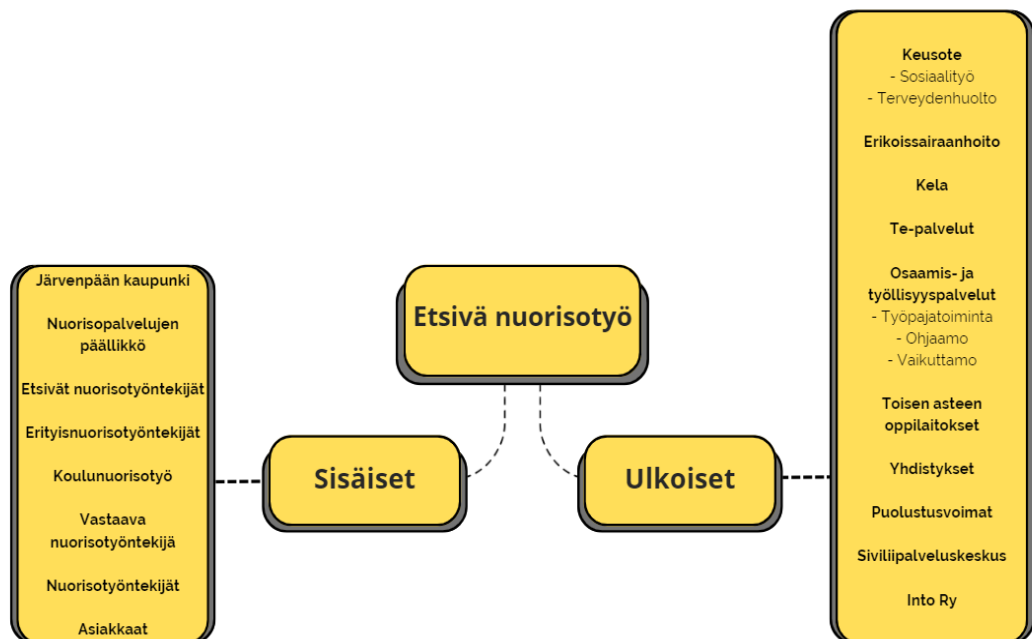 Etsivä nuorisotyö
Sisäiset
Järvenpään kaupunki
Nuorisopalvelujen
päällikkö
Etsivät nuorisotyöntekijät
Erityisnuorisotyöntekijät
Koulunuorisotyö
Vastaava
nuorisotyöntekijä
Nuorisotyöntekijät
Asiakkaat
Ulkoiset
Keusote
- Sosiaalityö
- Terveydenhuolto
Erikoissairaanhoito
Kela
Te-palvelut
Osaamis- ja
työllisyyspalvelut
- Työpajatoiminta
- Ohjaamo
- Vaikuttamo
Toisen asteen
oppilaitokset
Yhdistykset
Puolustusvoimat
Siviliipalveluskeskus
Into Ry